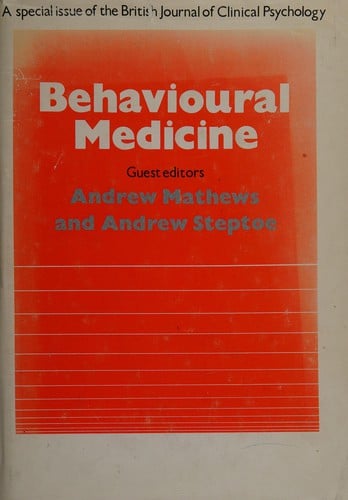 A special issue of the British Journal of Clinical Psychology
Behavioural
Medicine
Guest editors
Andrew Mathews
and Andrew Steptoe